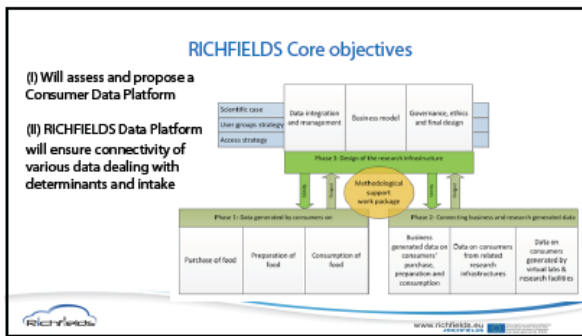 RICHFIELDS Core objectives
(I) Will assess and propose a
Consumer Data Platform
(II) RICHFIELDS Data Platform
will ensure connectivity of
various data dealing with
determinants and intake
Scientific case
User groups strategy
Access strategy
Data integration
and management
Business model
Governance, ethics
and final design
Phase 3: Design of the research infrastructure
Output
Output
Methodological
support
work package
Phase 1: Data generated by consumers on
Purchase of food
Preparation of
food
Consumption of
food
Phase 2: Connecting business and research generated data
Business
generated data on
consumers'
purchase,
preparation and
consumption
Data on consumers
from related
research
infrastructures
Data on
consumers
generated by
virtual labs &
research facilities
Richfields
www.richfields.eu
#RICHFIELDS